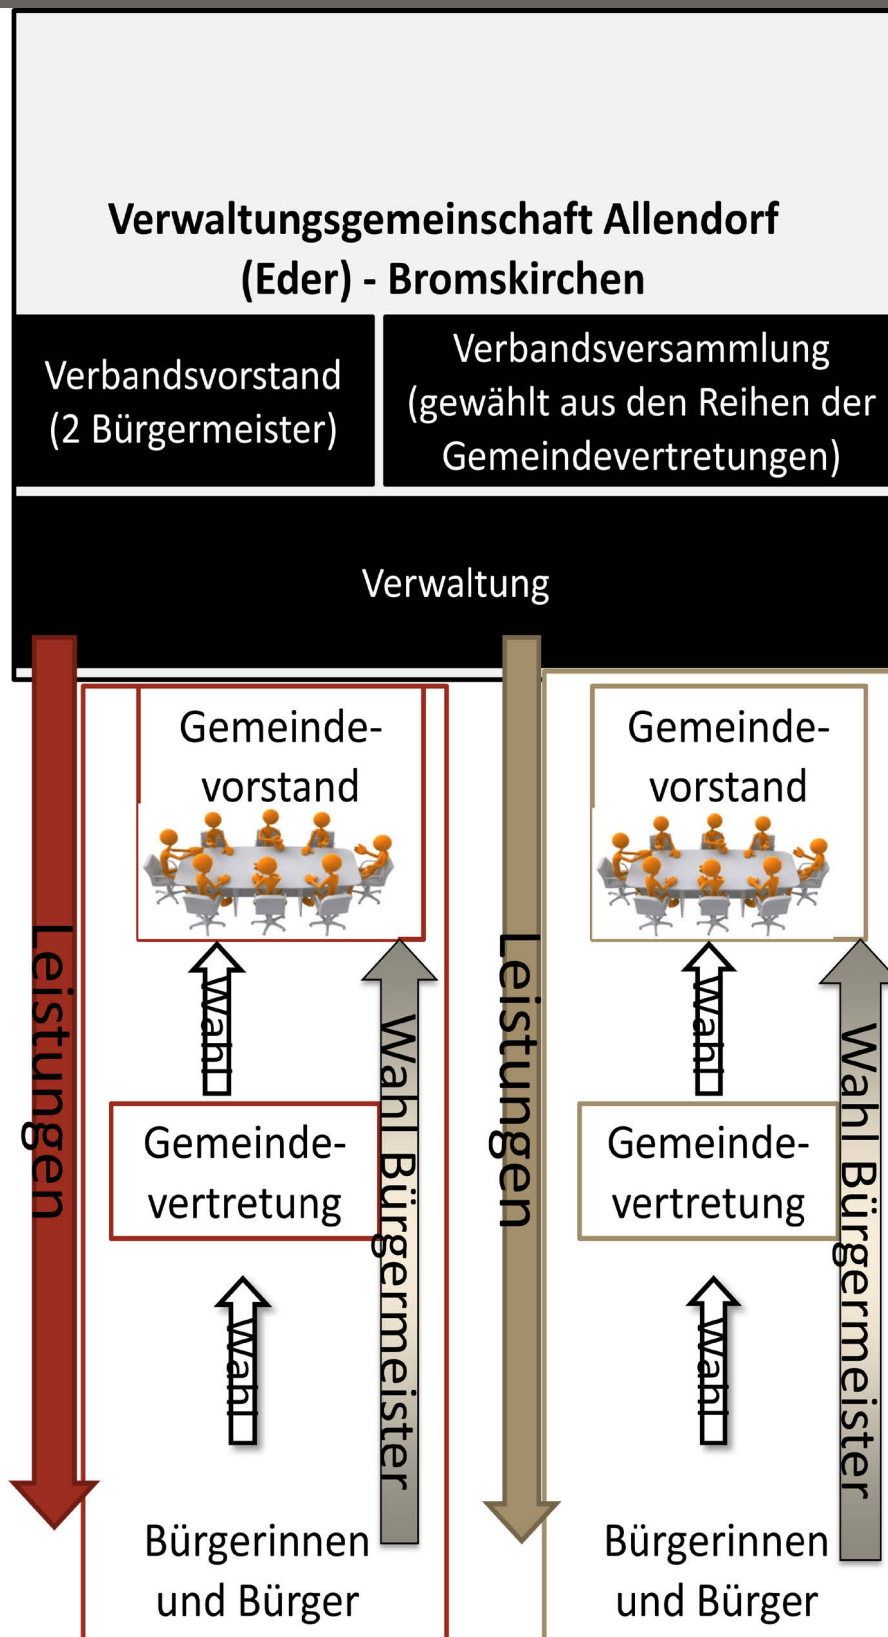 Verwaltungsgemeinschaft Allendorf
(Eder) - Bromskirchen
Verbandsvorstand
(2 Bürgermeister)
Verbandsversammlung
(gewählt aus den Reihen der
Gemeindevertretungen)
Verwaltung
Leistungen
Gemeinde-
vorstand
Wahl
Wahl Bürgermeister
Gemeinde-
vertretung
Wahl
Bürgerinnen
und Bürger
Leistungen
Gemeinde-
vorstand
Wahl
Wahl Bürgermeister
Gemeinde-
vertretung
Wahl
Bürgerinnen
und Bürger